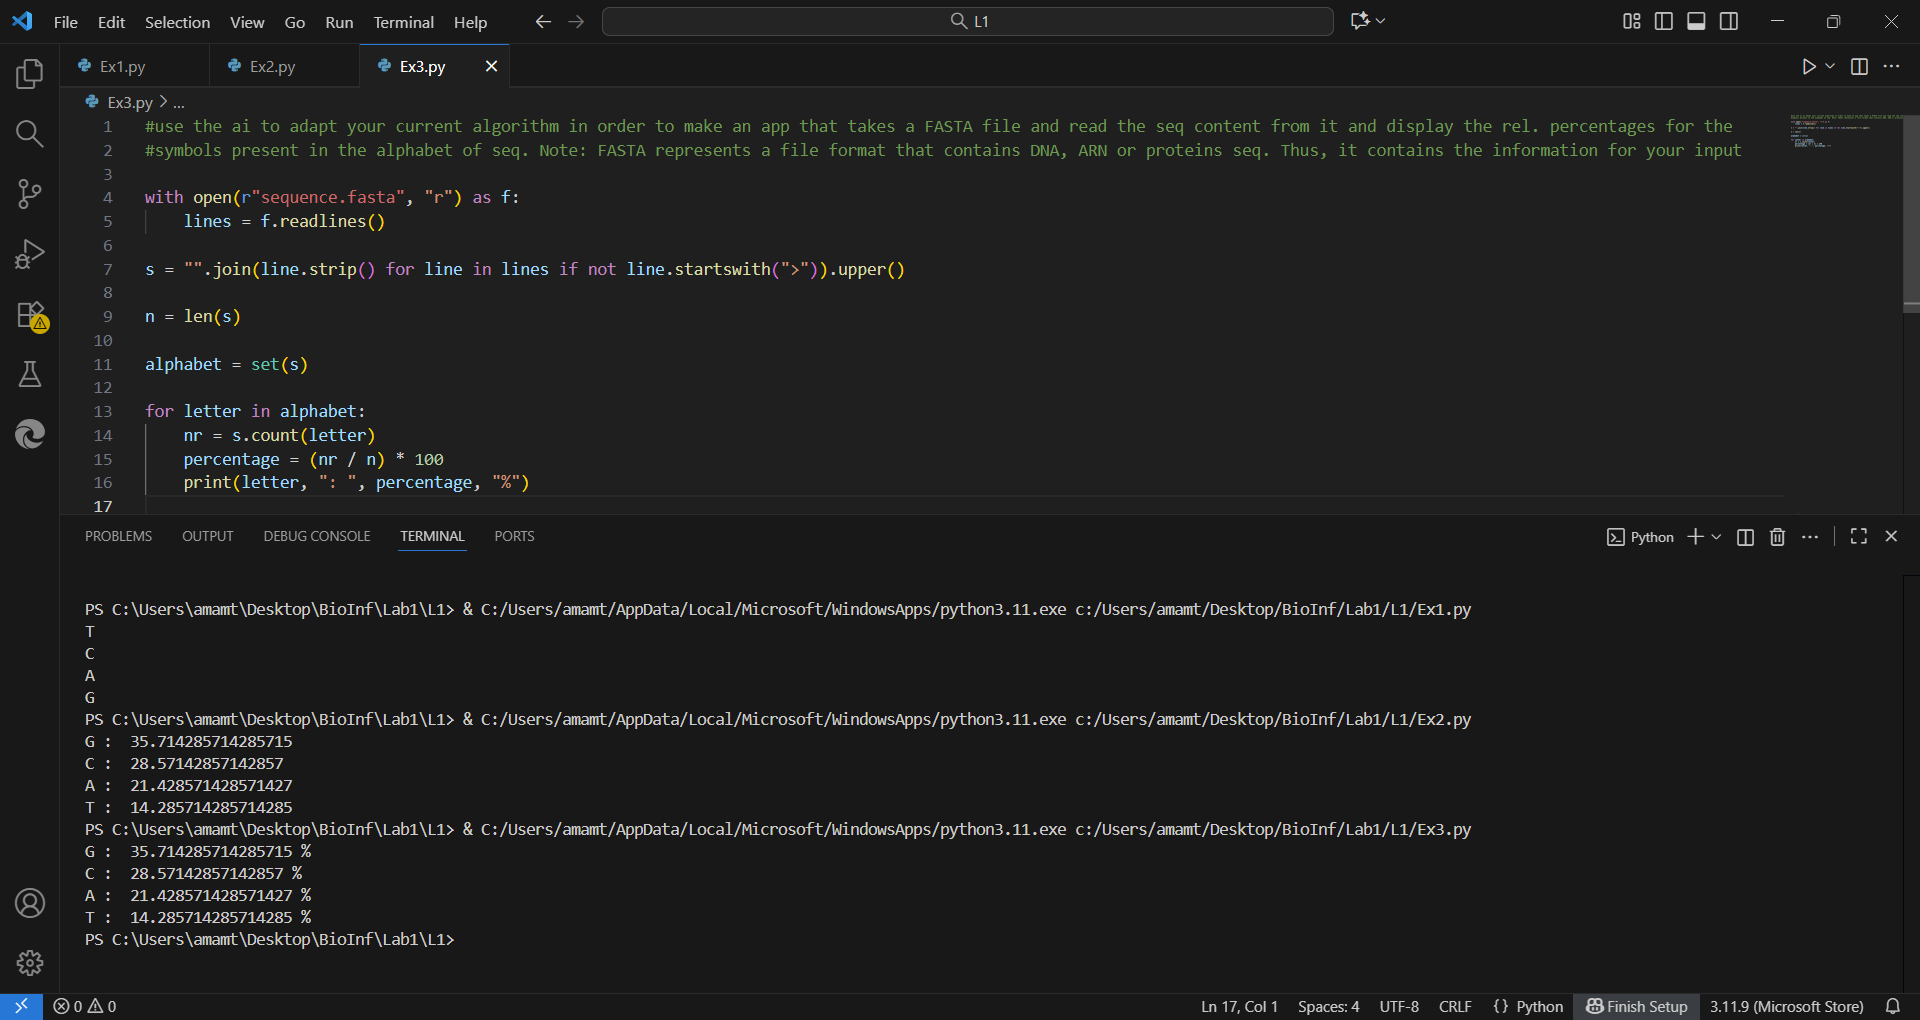 File Edit Selection View Go Run Terminal Help L1
Ex1.py Ex2.py Ex3.py
Ex3.py > ...
1 #use the ai to adapt your current algorithm in order to make an app that takes a FASTA file and read the seq content from it and display the rel. percentages for the
2 #symbols present in the alphabet of seq. Note: FASTA represents a file format that contains DNA, ARN or proteins seq. Thus, it contains the information for your input
3
4 with open(r"sequence.fasta", "r") as f:
5     lines = f.readlines()
6
7 s = "".join(line.strip() for line in lines if not line.startswith(">")).upper()
8
9 n = len(s)
10
11 alphabet = set(s)
12
13 for letter in alphabet:
14     nr = s.count(letter)
15     percentage = (nr / n) * 100
16     print(letter, ": ", percentage, "%")
17
PROBLEMS OUTPUT DEBUG CONSOLE TERMINAL PORTS Python
PS C:\Users\amamt\Desktop\BioInf\Lab1\L1> & C:/Users/amamt/AppData/Local/Microsoft/WindowsApps/python3.11.exe c:/Users/amamt/Desktop/BioInf/Lab1/L1/Ex1.py
T
C
A
G
PS C:\Users\amamt\Desktop\BioInf\Lab1\L1> & C:/Users/amamt/AppData/Local/Microsoft/WindowsApps/python3.11.exe c:/Users/amamt/Desktop/BioInf/Lab1/L1/Ex2.py
G :  35.714285714285715
C :  28.57142857142857
A :  21.428571428571427
T :  14.285714285714285
PS C:\Users\amamt\Desktop\BioInf\Lab1\L1> & C:/Users/amamt/AppData/Local/Microsoft/WindowsApps/python3.11.exe c:/Users/amamt/Desktop/BioInf/Lab1/L1/Ex3.py
G :  35.714285714285715 %
C :  28.57142857142857 %
A :  21.428571428571427 %
T :  14.285714285714285 %
PS C:\Users\amamt\Desktop\BioInf\Lab1\L1>
0 0 Ln 17, Col 1 Spaces: 4 UTF-8 CRLF {} Python Finish Setup 3.11.9 (Microsoft Store)